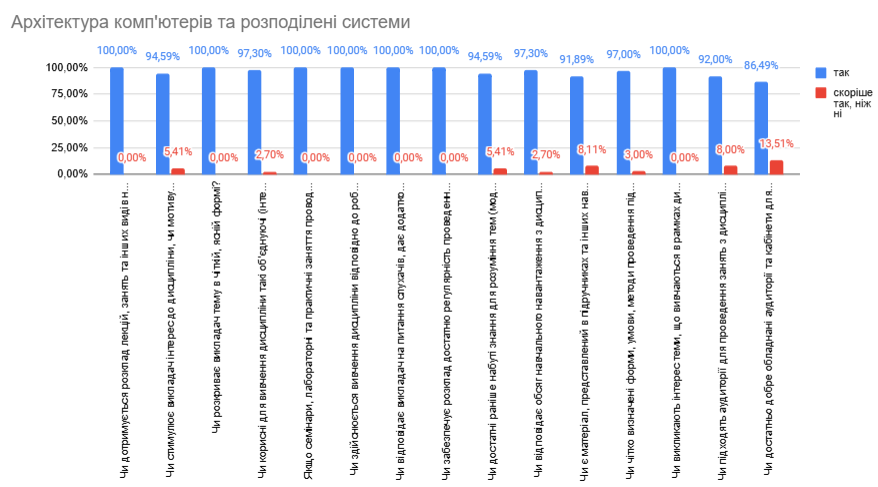 Архітектура комп'ютерів та розподілені системи
100,00% 94,59% 100,00% 97,30% 100,00% 100,00% 100,00% 100,00% 94,59% 97,30% 91,89% 97,00% 100,00% 92,00% 86,49%
100,00%
75,00%
50,00%
25,00%
0,00%
0,00% 5,41% 0,00% 2,70% 0,00% 0,00% 0,00% 0,00% 5,41% 2,70% 8,11% 3,00% 0,00% 8,00% 13,51%
так
скоріше
так, ніж
ні
Чи дотримується розклад лекцій, занять та інших видів н...
Чи стимулює викладач інтерес до дисципліни, чи мотиву...
Чи розкриває викладач тему в чіткій, ясній формі?
Чи корисні для вивчення дисципліни такі об'єднуючі (інте...
Якщо семінари, лабораторні та практичні заняття провод...
Чи здійснюється вивчення дисципліни відповідно до роб...
Чи відповідає викладач на питання слухачів, дає додатко...
Чи забезпечує розклад достатню регулярність проведенн...
Чи достатні раніше набуті знання для розуміння тем (мод...
Чи відповідає обсяг навчального навантаження з дисцип...
Чи є матеріал, представлений в підручниках та інших нав...
Чи чітко визначені форми, умови, методи проведення під...
Чи викликають інтерес теми, що вивчаються в рамках ди...
Чи підходять аудиторії для проведення занять з дисциплі...
Чи достатньо добре обладнані аудиторії та кабінети для...